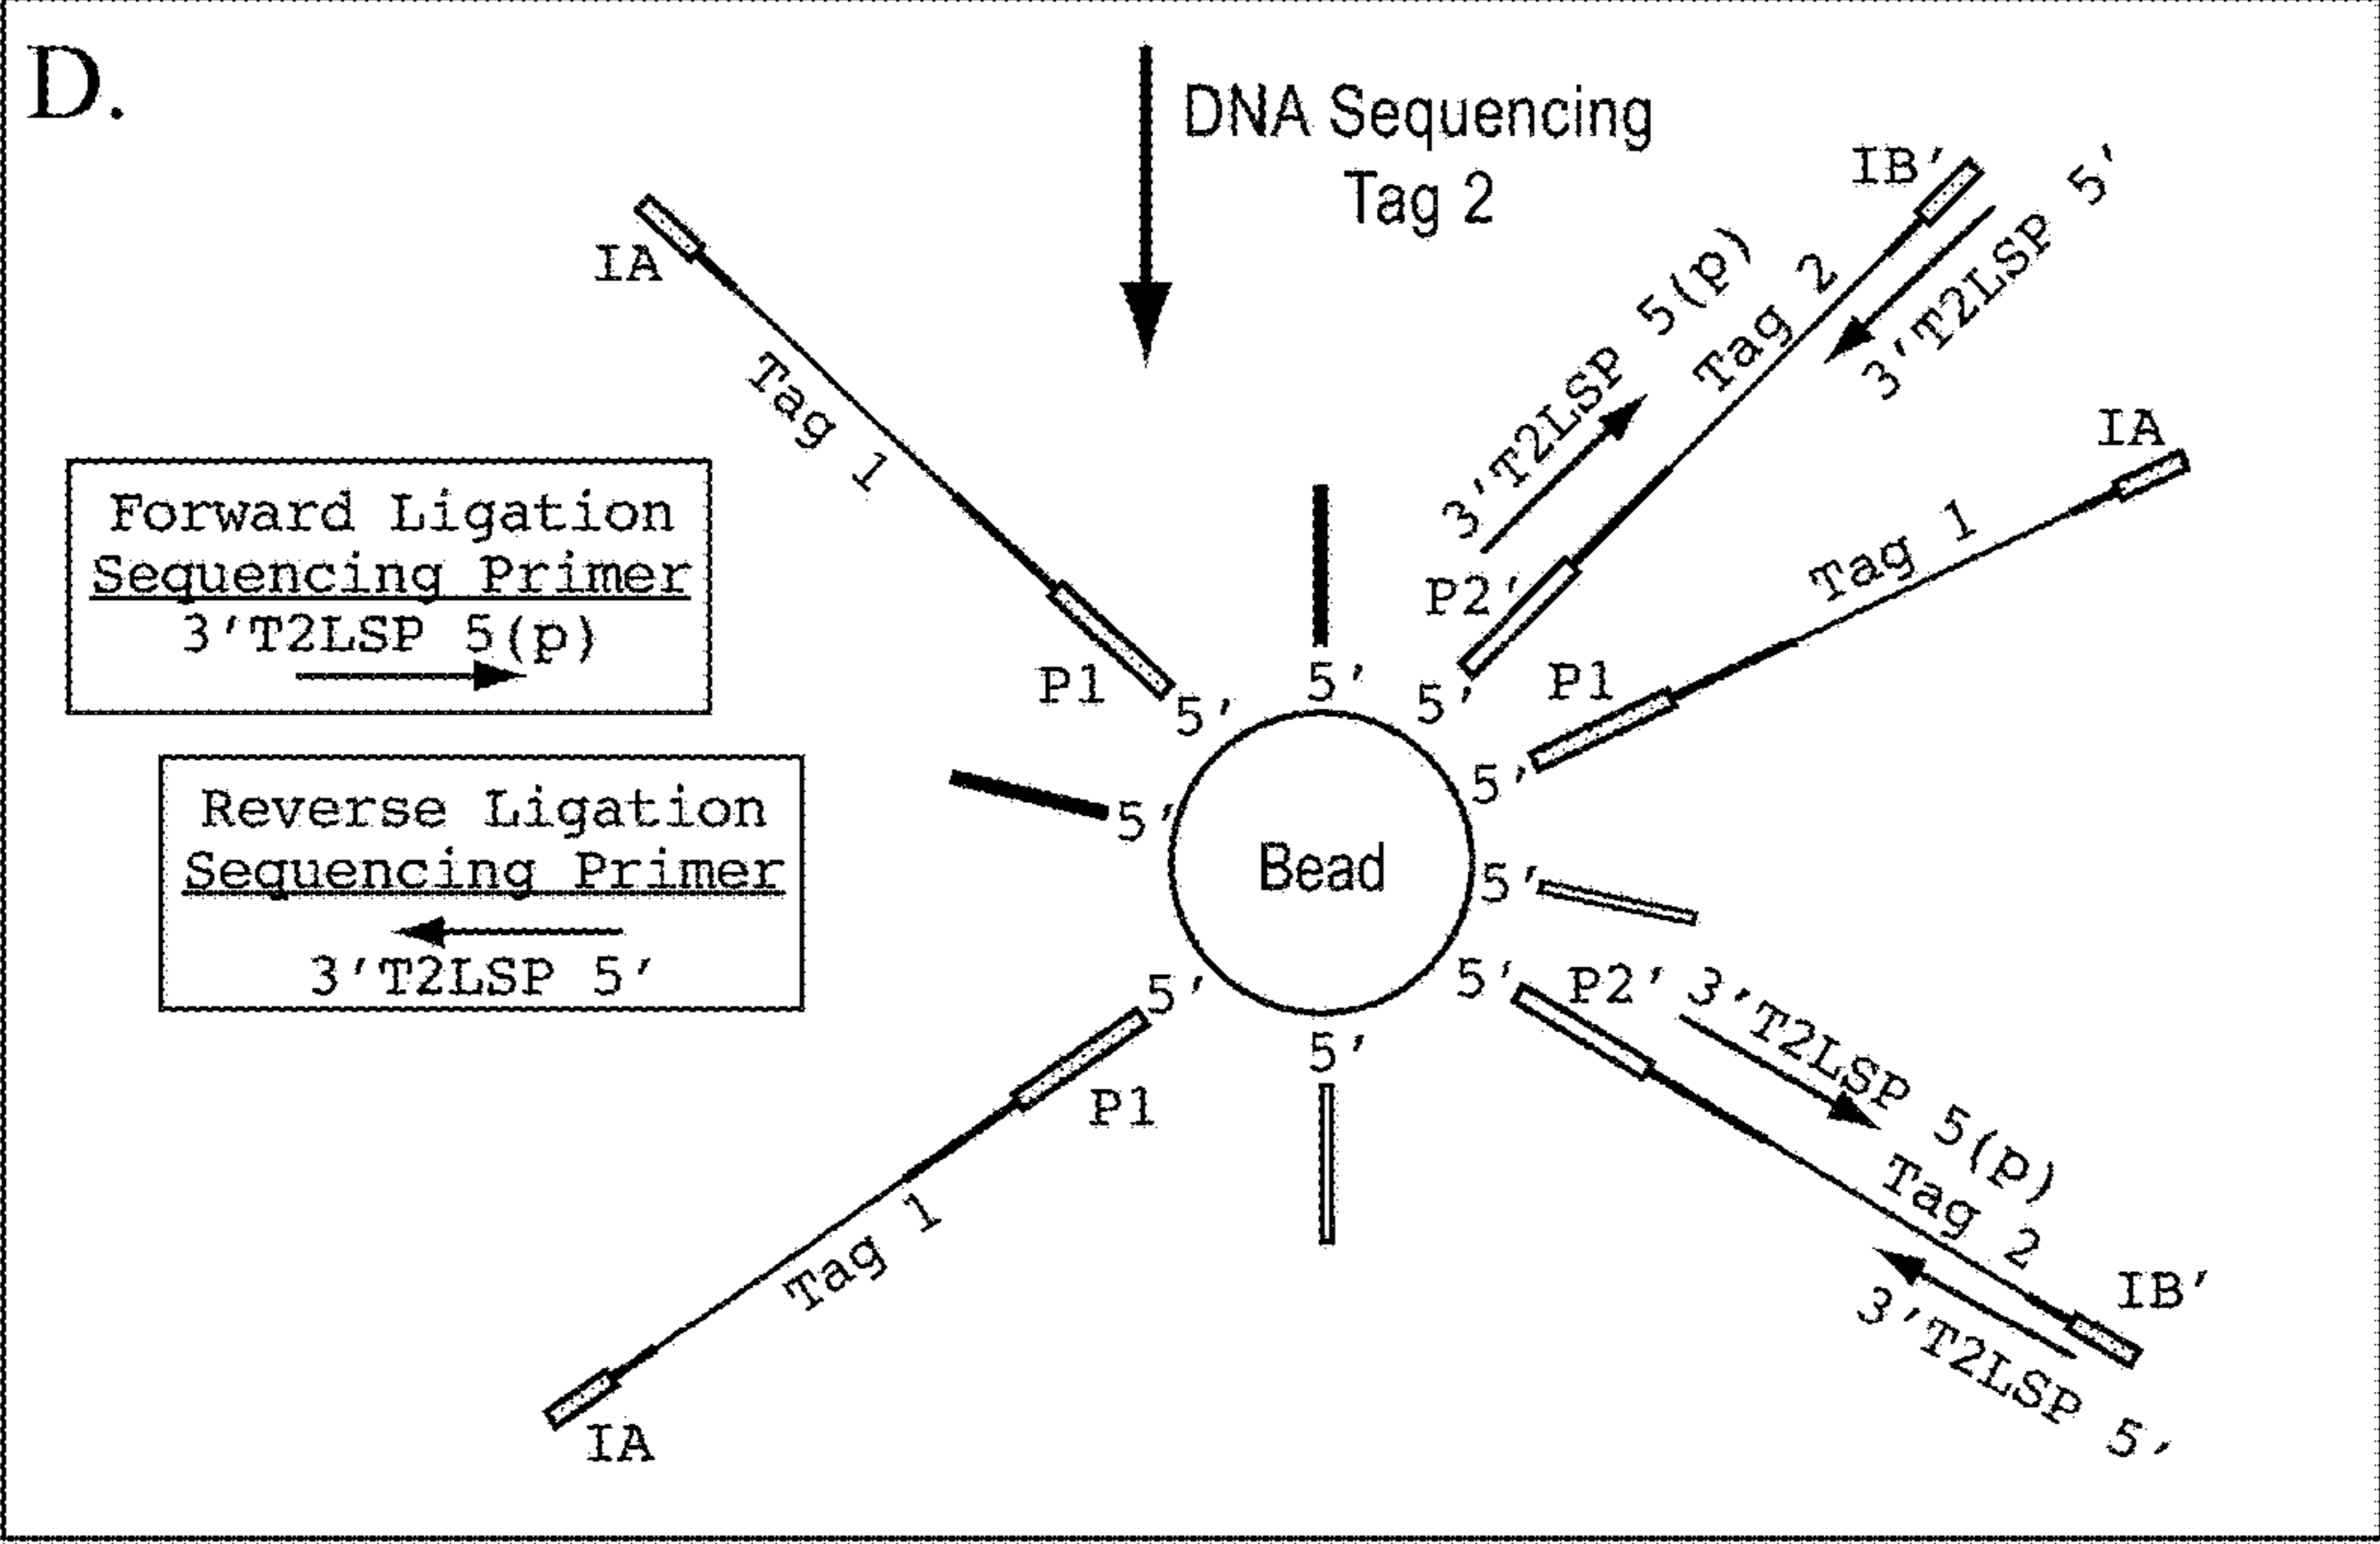 D.
DNA Sequencing
Tag 2
IA
Tag 1
P1
5'
IB'
3'T2LSP 5'
Tag 2
3'T2LSP 5(p)
P2'
5'
IA
Tag 1
P1
5'
5'
Forward Ligation
Sequencing Primer
3'T2LSP 5(p)
Reverse Ligation
Sequencing Primer
3'T2LSP 5'
5'
Bead
5'
5'
P2'
3'T2LSP 5(p)
Tag 2
IB'
3'T2LSP 5'
5'
5'
P1
Tag 1
IA